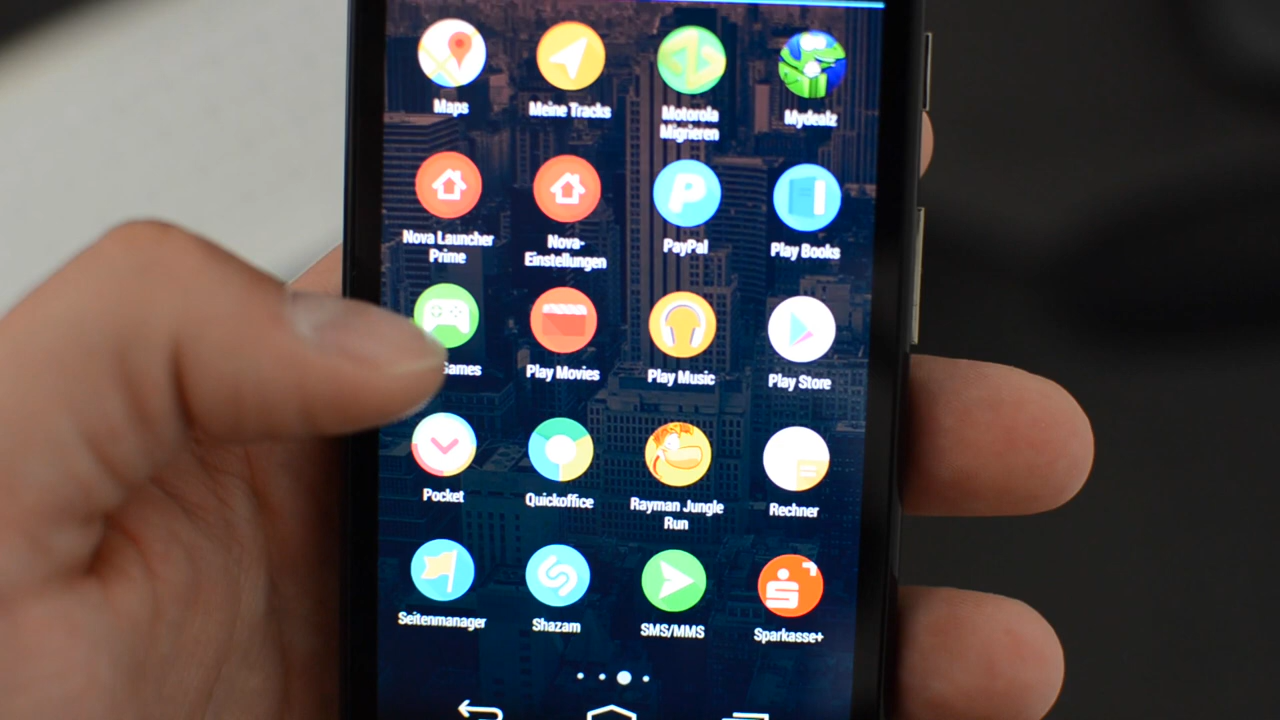 Maps
Meine Tracks
Motorola
Migrieren
Mydealz
Nova Launcher
Prime
Nova-
Einstellungen
PayPal
Play Books
Games
Play Movies
Play Music
Play Store
Pocket
Quickoffice
Rayman Jungle
Run
Rechner
Seitenmanager
Shazam
SMS/MMS
Sparkasse+